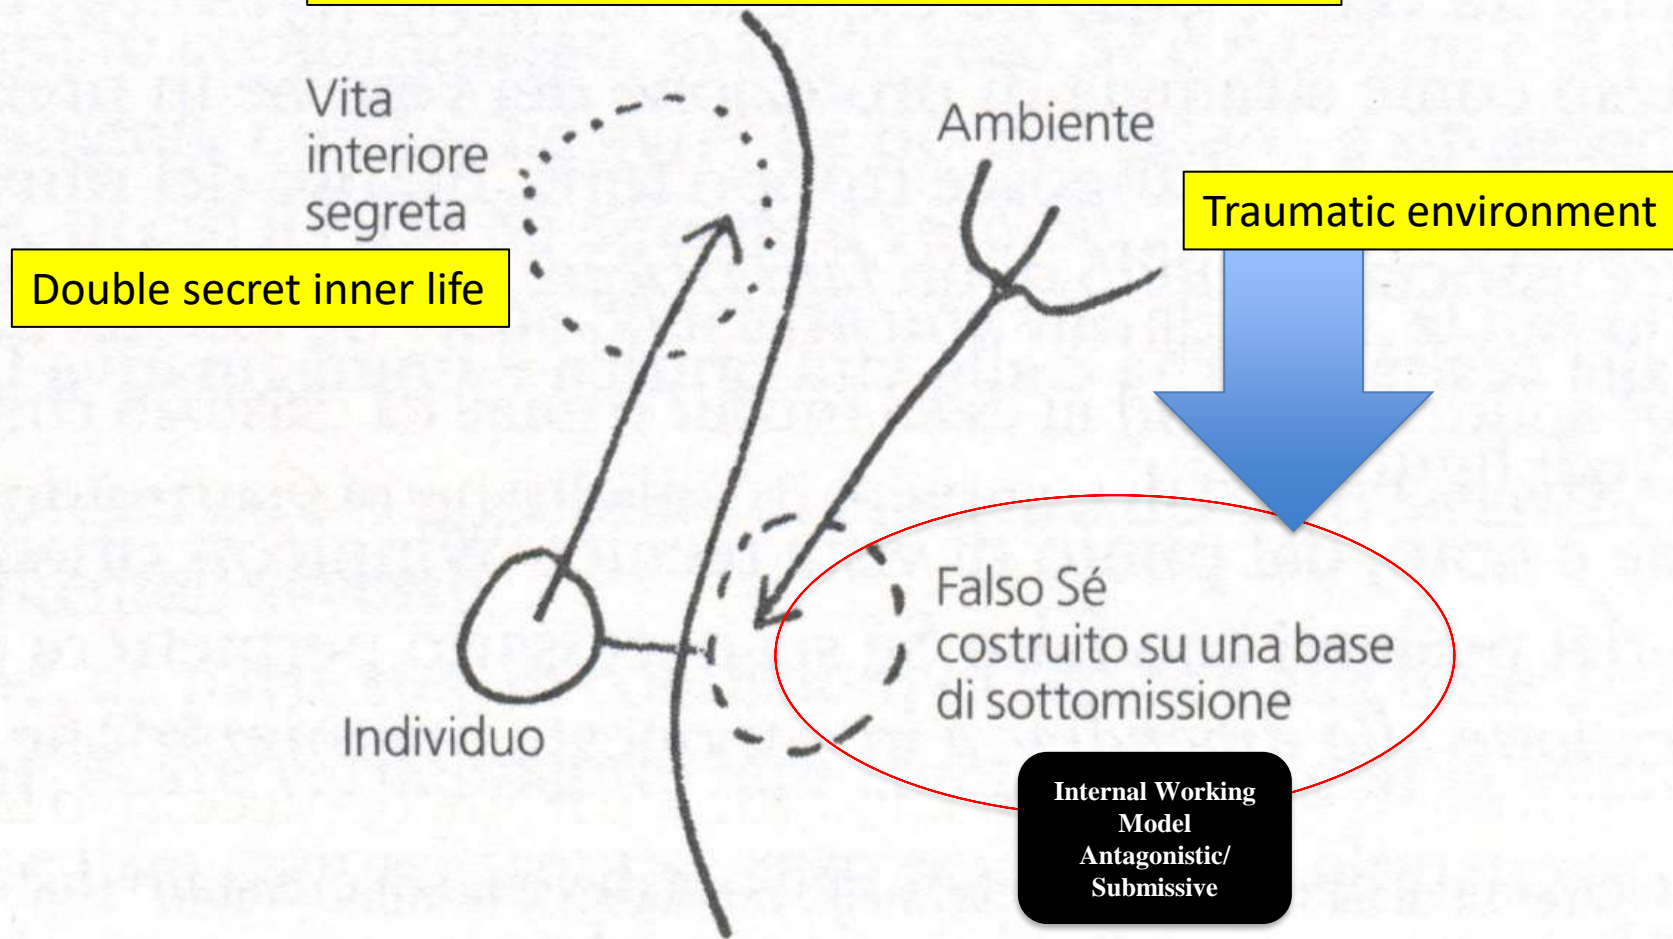 Vita
interiore
segreta
Double secret inner life
Ambiente
Traumatic environment
Falso Sé
costruito su una base
di sottomissione
Individuo
Internal Working
Model
Antagonistic/
Submissive